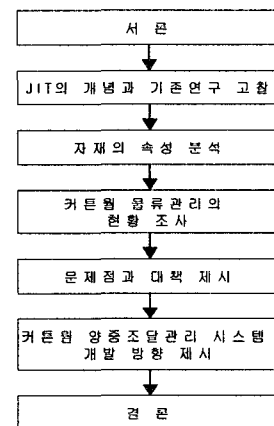 서 론
JIT의 개념과 기존연구 고찰
자재의 속성 분석
커튼월 물류관리의
현황 조사
문제점과 대책 제시
커튼월 양중조달관리 시스템
개발 방향 제시
결 론